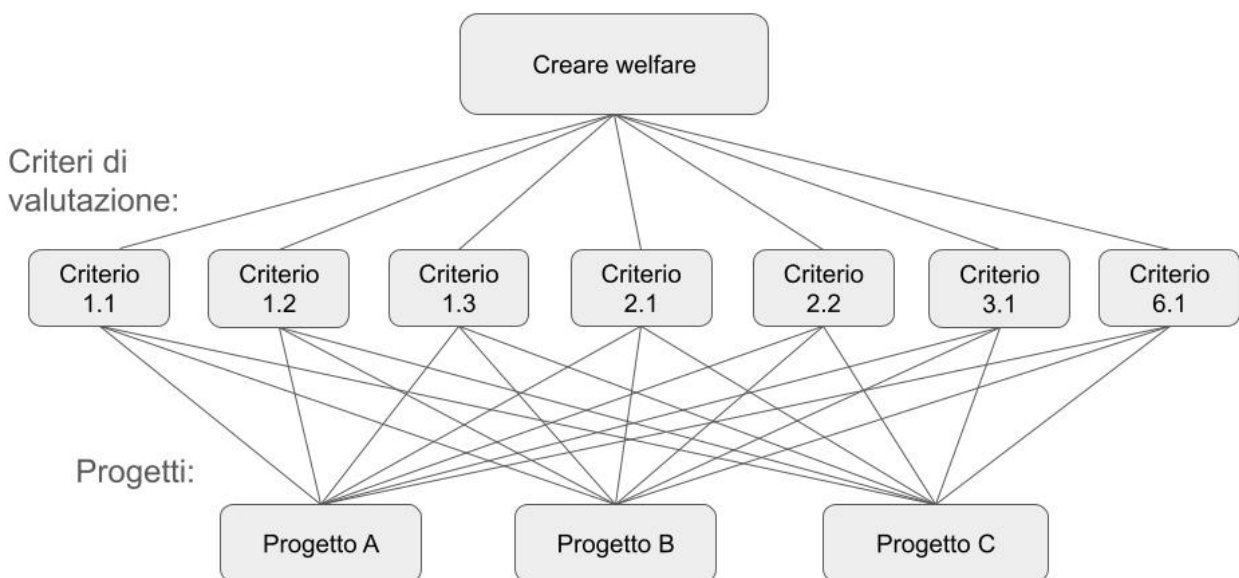 Creare welfare
Criteri di
valutazione:
Criterio
1.1
Criterio
1.2
Criterio
1.3
Criterio
2.1
Criterio
2.2
Criterio
3.1
Criterio
6.1
Progetti:
Progetto A
Progetto B
Progetto C